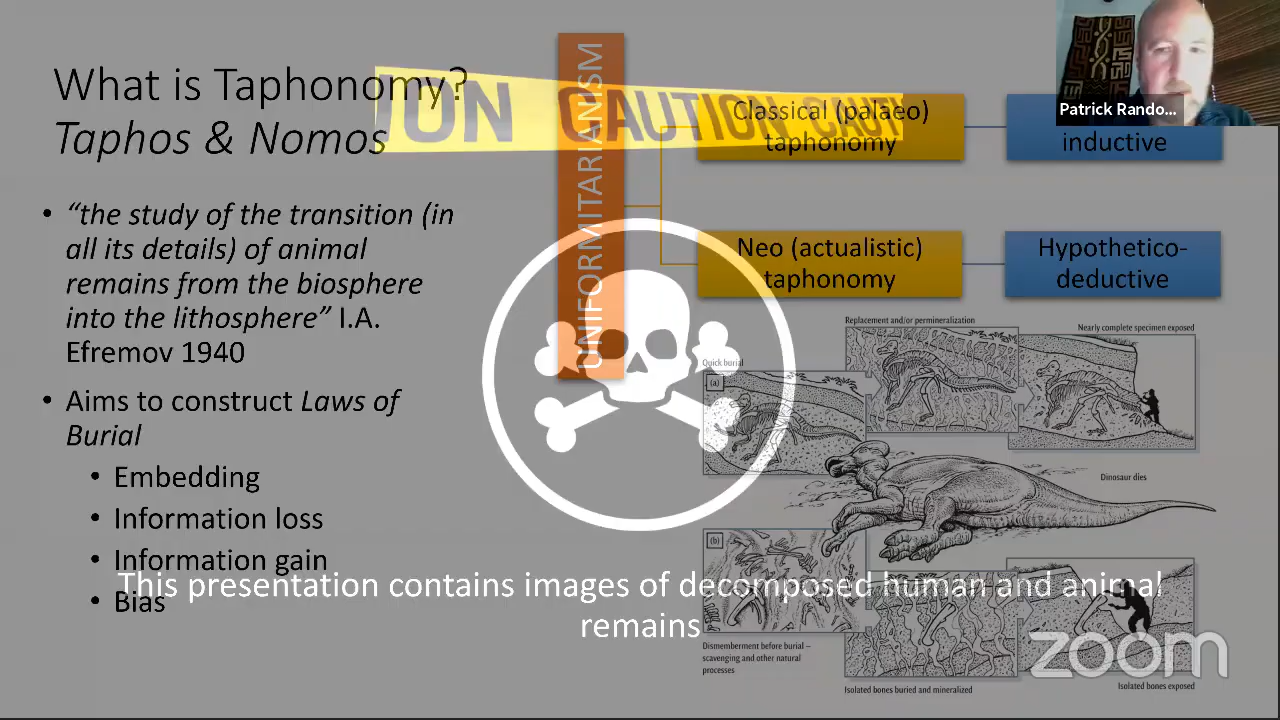 What is Taphonomy?
Taphos & Nomos
• “the study of the transition (in
all its details) of animal
remains from the biosphere
into the lithosphere” I.A.
Efremov 1940
• Aims to construct Laws of
Burial
• Embedding
• Information loss
• Information gain
• Bias
CAUTION
UNIFORMITARIANISM
Classical (palaeo)
taphonomy
inductive
Neo (actualistic)
taphonomy
Hypothetico-
deductive
Patrick Rando...
Replacement and/or permineralization
Nearly complete specimen exposed
Quick burial
(a)
Dinosaur dies
(b)
Dismemberment before burial –
scavenging and other natural
processes
Isolated bones buried and mineralized
Isolated bones exposed
This presentation contains images of decomposed human and animal
remains
zoom